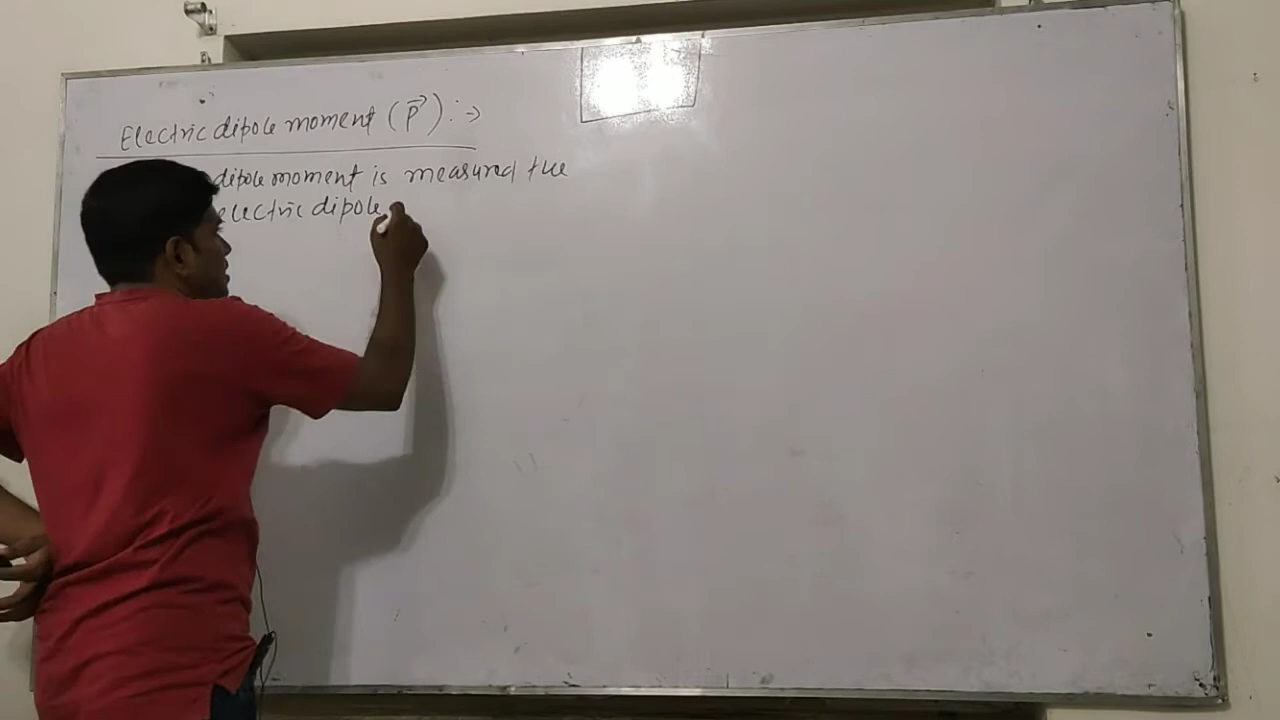 Electric dipole moment (p⃗) :→
dipole moment is measured the
electric dipole